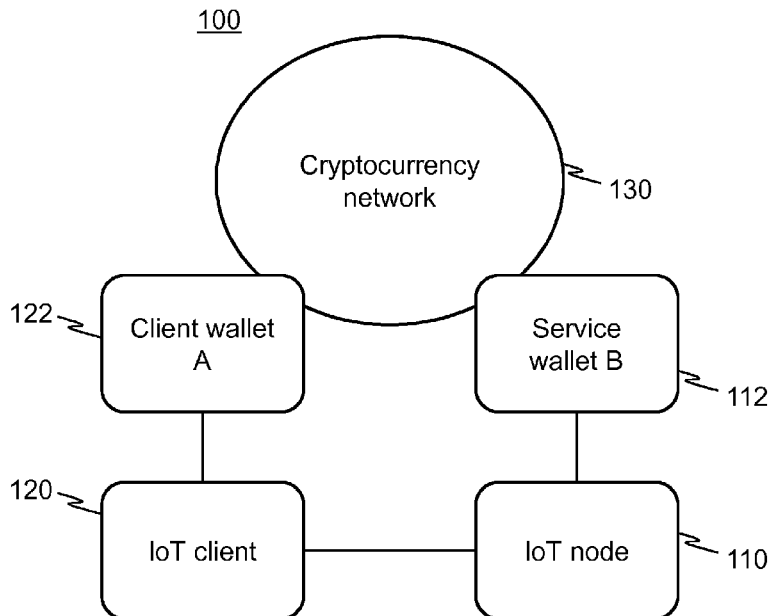 100
Cryptocurrency
network
130
122
Client wallet
A
Service
wallet B
112
120
IoT client
IoT node
110